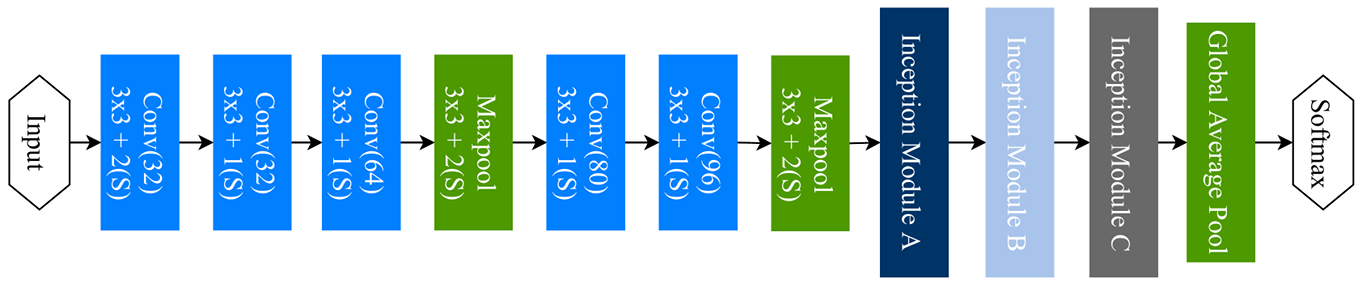 Input
Conv(32)
3x3 + 2(S)
Conv(32)
3x3 + 1(S)
Conv(64)
3x3 + 1(S)
Maxpool
3x3 + 2(S)
Conv(80)
3x3 + 1(S)
Conv(96)
3x3 + 1(S)
Maxpool
3x3 + 2(S)
Inception Module A
Inception Module B
Inception Module C
Global Average Pool
Softmax